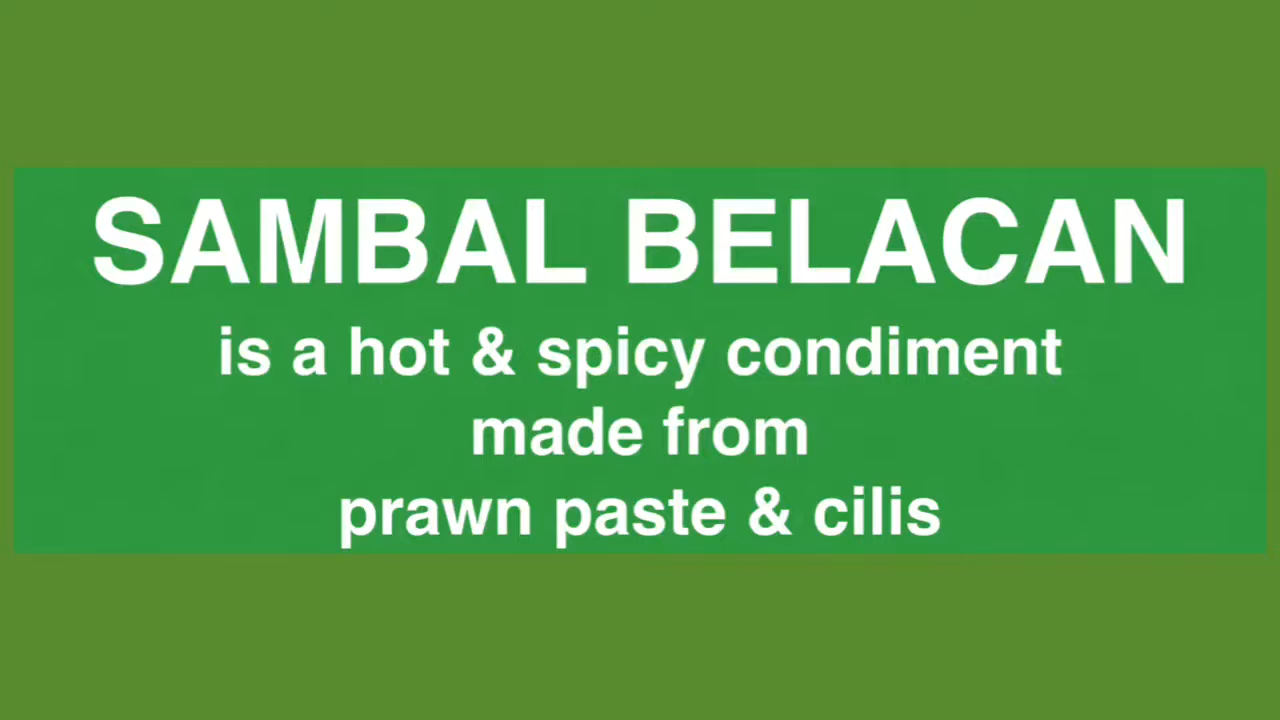 SAMBAL BELACAN
is a hot & spicy condiment
made from
prawn paste & cilis